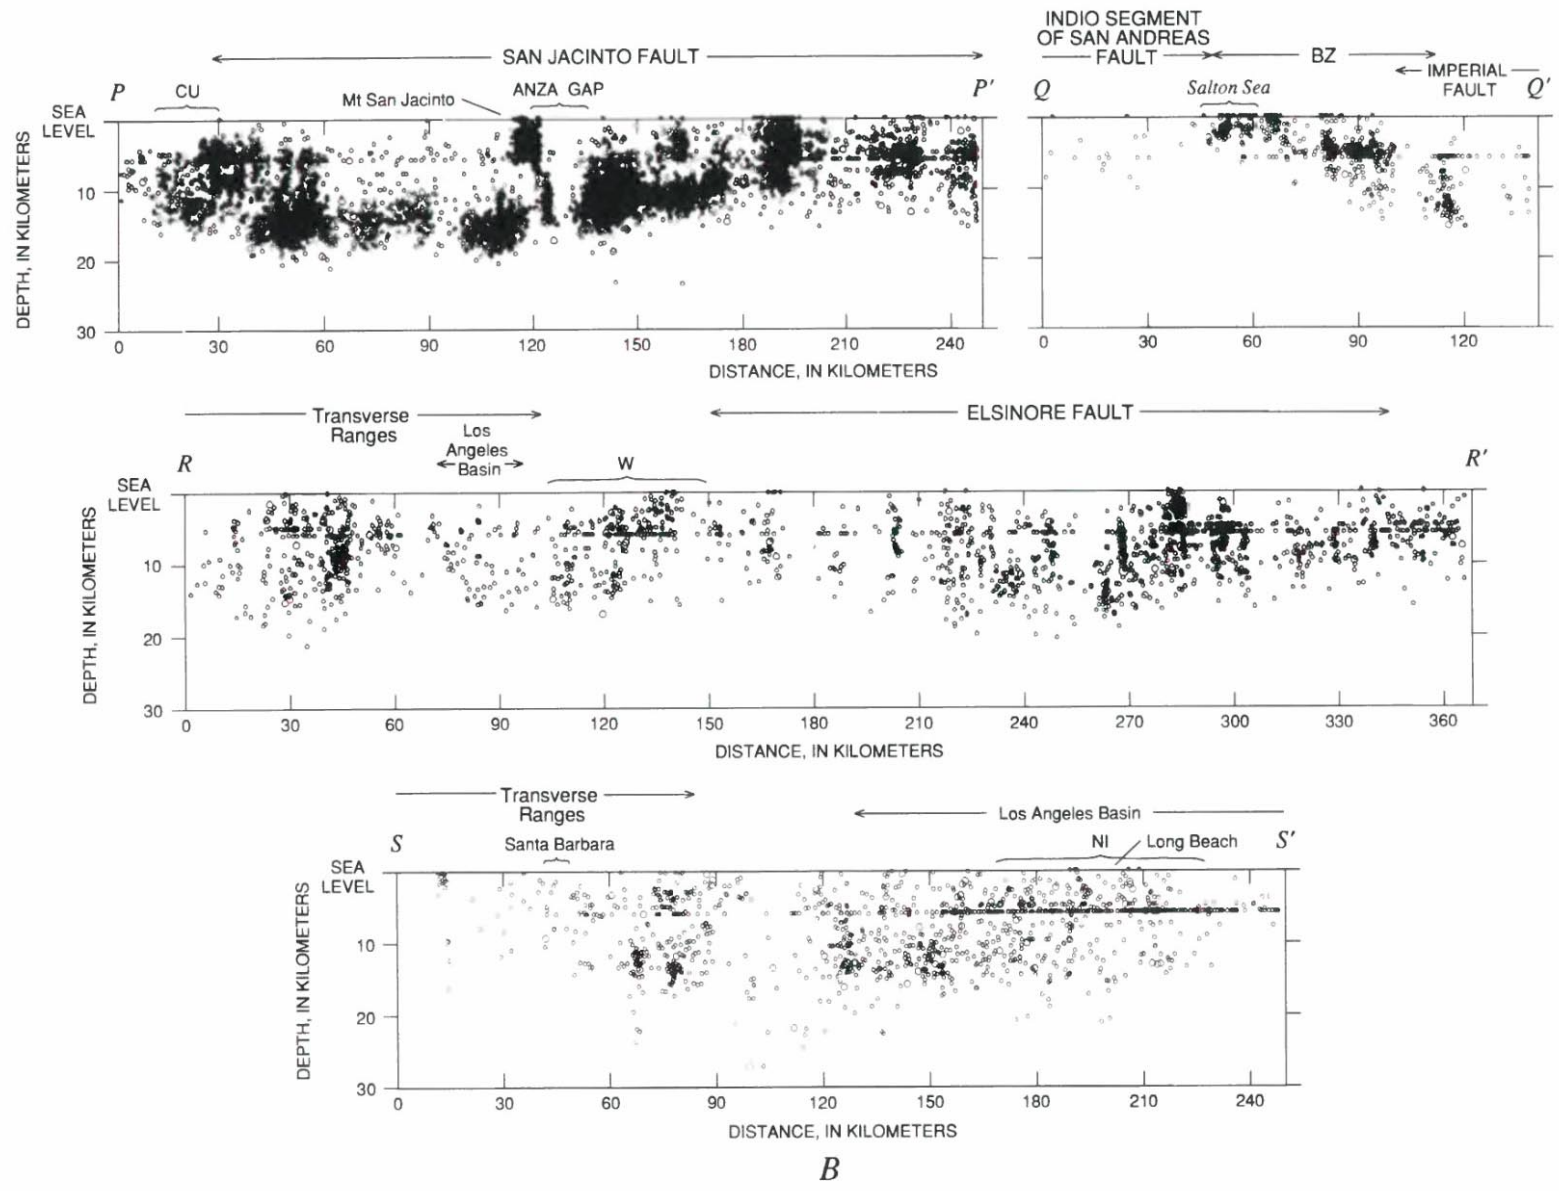 INDIO SEGMENT
OF SAN ANDREAS
FAULT
SAN JACINTO FAULT
BZ
IMPERIAL
FAULT
P
CU
Mt San Jacinto
ANZA GAP
P'
Q
Salton Sea
Q'
SEA
LEVEL
10
20
30
DEPTH, IN KILOMETERS
0 30 60 90 120 150 180 210 240
0 30 60 90 120
DISTANCE, IN KILOMETERS
Transverse
Ranges
Los
Angeles
Basin
ELSINORE FAULT
R
W
R'
SEA
LEVEL
10
20
30
DEPTH, IN KILOMETERS
0 30 60 90 120 150 180 210 240 270 300 330 360
DISTANCE, IN KILOMETERS
Transverse
Ranges
Los Angeles Basin
S
Santa Barbara
NI
Long Beach
S'
SEA
LEVEL
10
20
30
DEPTH, IN KILOMETERS
0 30 60 90 120 150 180 210 240
DISTANCE, IN KILOMETERS
B